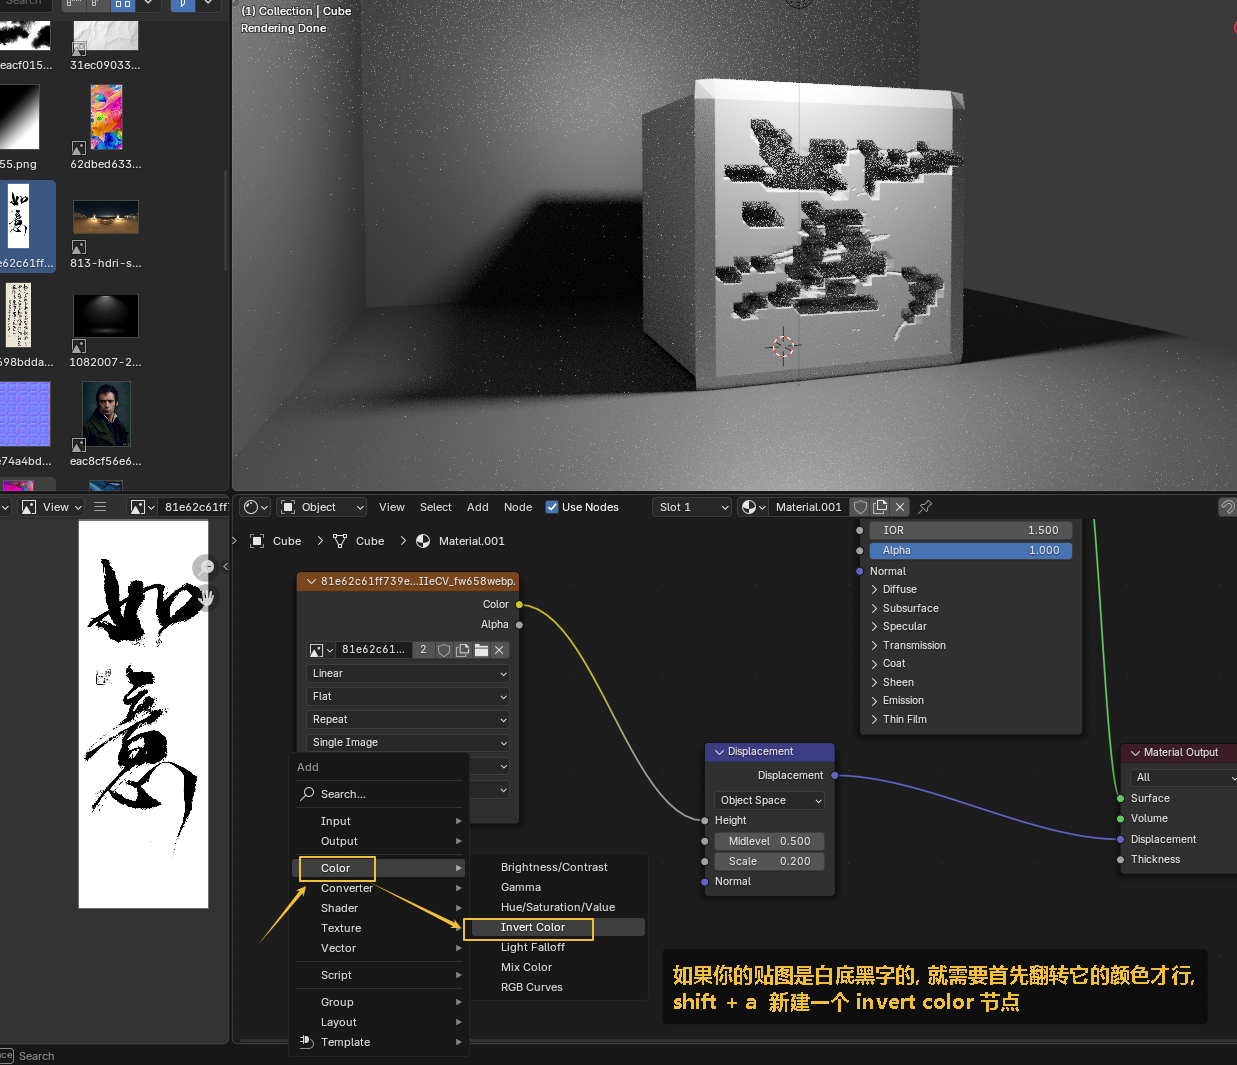 Search
(1) Collection | Cube
Rendering Done
eacf015...
31ec09033...
55.png
62dbed633...
e62c61ff...
813-hdri-s...
698bdda...
1082007-2...
e74a4bd...
eac8cf56e6...
View
81e62c61ff
Object
View
Select
Add
Node
Use Nodes
Slot 1
Material.001
Cube
Cube
Material.001
如
意
81e62c61ff739e...IIeCV_fw658webp.
Color
Alpha
81e62c61...
2
Linear
Flat
Repeat
Single Image
Add
Search...
Input
Output
Color
Converter
Shader
Texture
Vector
Script
Group
Layout
Template
Brightness/Contrast
Gamma
Hue/Saturation/Value
Invert Color
Light Falloff
Mix Color
RGB Curves
IOR 1.500
Alpha 1.000
Normal
Diffuse
Subsurface
Specular
Transmission
Coat
Sheen
Emission
Thin Film
Displacement
Displacement
Object Space
Height
Midlevel 0.500
Scale 0.200
Normal
Material Output
All
Surface
Volume
Displacement
Thickness
如果你的贴图是白底黑字的, 就需要首先翻转它的颜色才行,
shift + a 新建一个 invert color 节点
Search